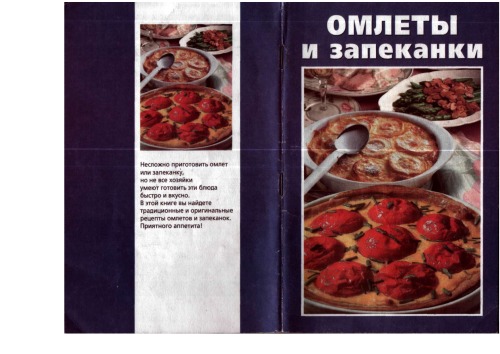 Несложно приготовить омлет
или запеканку,
но не все хозяйки
умеют готовить эти блюда
быстро и вкусно.
В этой книге вы найдете
традиционные и оригинальные
рецепты омлетов и запеканок.
Приятного аппетита!
ОМЛЕТЫ
и запеканки